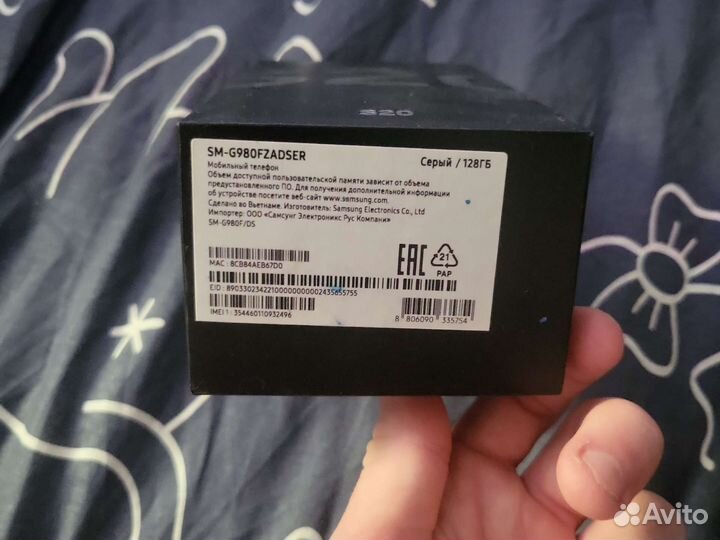 S20
SM-G980FZADSER
Серый / 128ГБ
Мобильный телефон
Объем доступной пользовательской памяти зависит от объема
предустановленного ПО. Для получения дополнительной информации
об устройстве посетите веб-сайт www.samsung.com
Сделано во Вьетнаме. Изготовитель: Samsung Electronics Co., Ltd
Импортер: ООО «Самсунг Электроникс Рус Компани»
SM-G980F/DS
MAC : 8CB84AEB67D0
EAC
21
PAP
EID : 89033023422100000000002435655755
IMEI 1 : 354460110932496
8 806090 335754
Avito